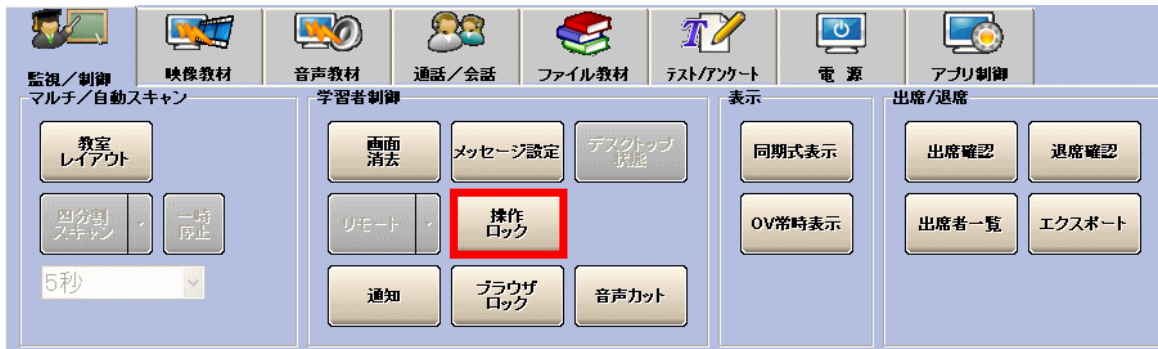 監視/制御
映像教材
音声教材
通話/会話
ファイル教材
テスト/アンケート
電 源
アプリ制御
マルチ/自動スキャン
教室
レイアウト
四分割
スキャン
一時
停止
5秒
学習者制御
画面
消去
メッセージ設定
デスクトップ
状態
リモート
操作
ロック
通知
ブラウザ
ロック
音声カット
表示
同期式表示
OV常時表示
出席/退席
出席確認
退席確認
出席者一覧
エクスポート